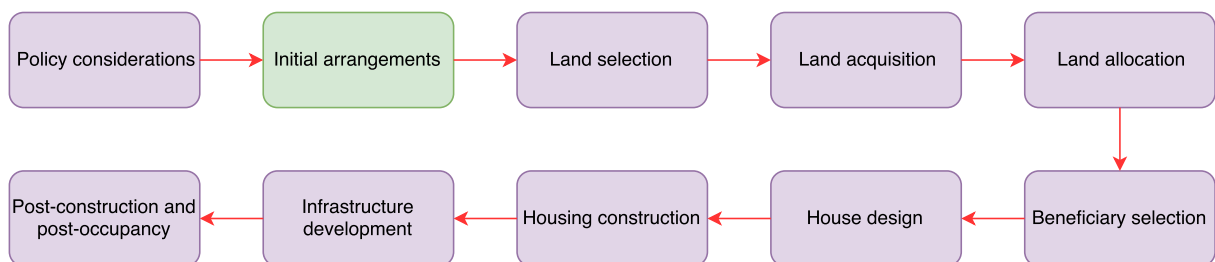 Policy considerations
Initial arrangements
Land selection
Land acquisition
Land allocation
Beneficiary selection
House design
Housing construction
Infrastructure
development
Post-construction and
post-occupancy